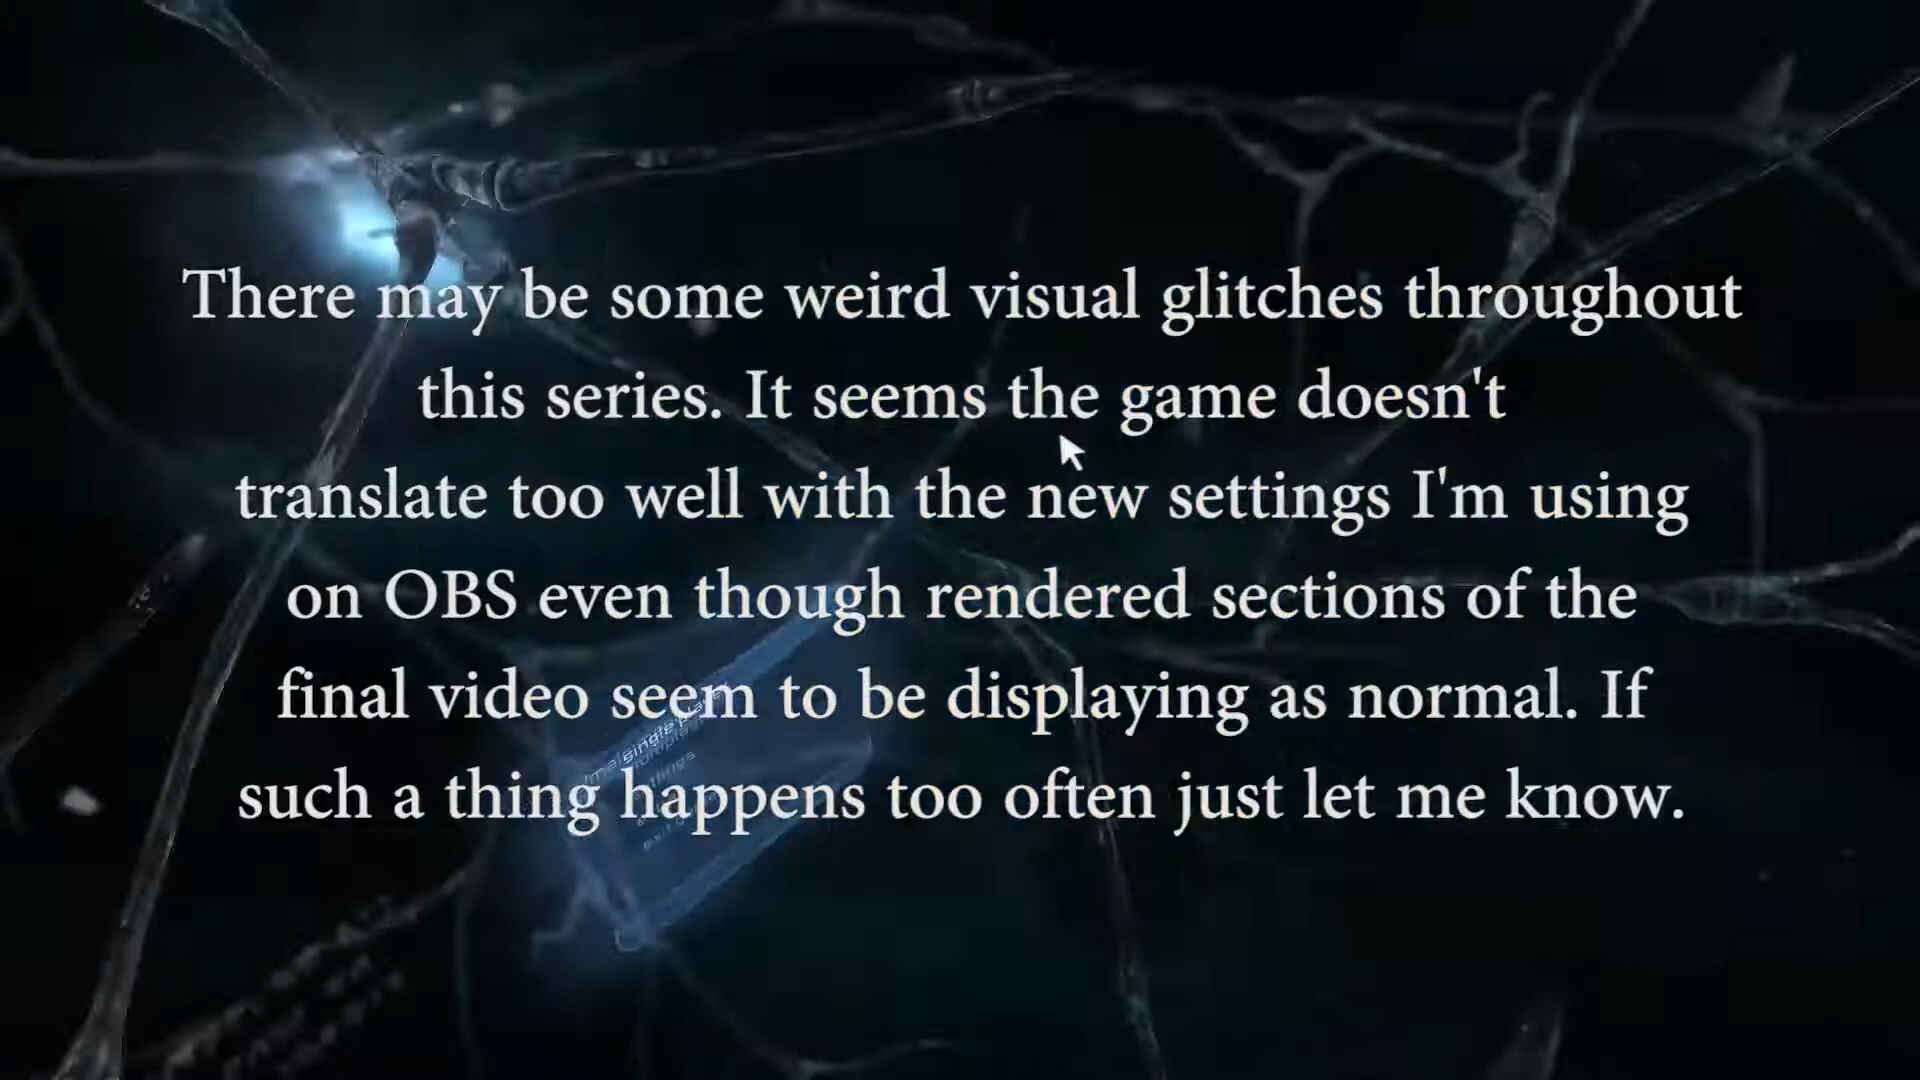 There may be some weird visual glitches throughout
this series. It seems the game doesn't
translate too well with the new settings I'm using
on OBS even though rendered sections of the
final video seem to be displaying as normal. If
such a thing happens too often just let me know.
single